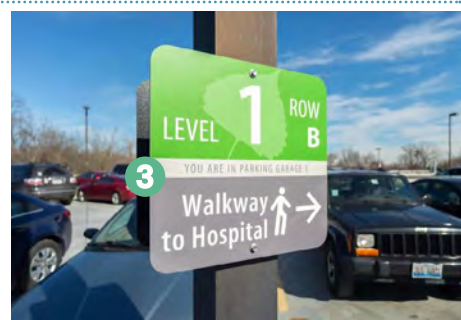 LEVEL 1 ROW B
YOU ARE IN PARKING GARAGE 1
3
Walkway
to Hospital